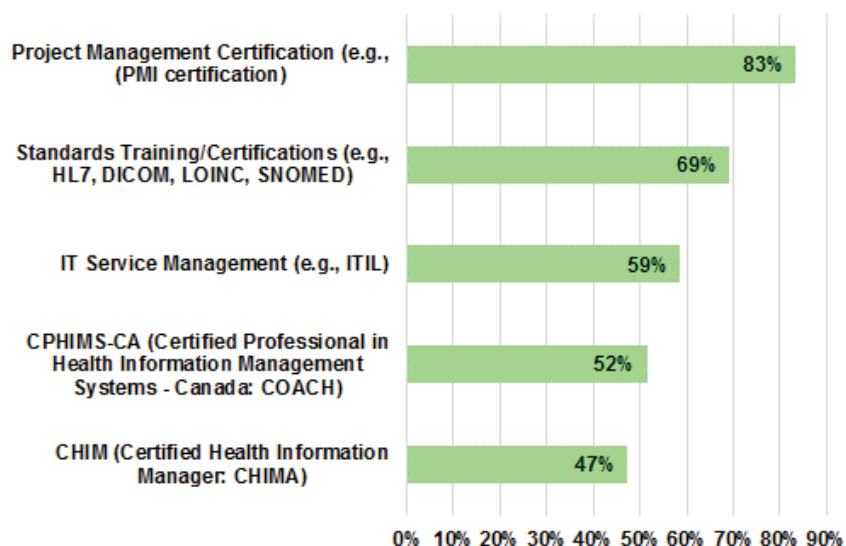 Project Management Certification (e.g.,
(PMI certification)
83%
Standards Training/Certifications (e.g.,
HL7, DICOM, LOINC, SNOMED)
69%
IT Service Management (e.g., ITIL)
59%
CPHIMS-CA (Certified Professional in
Health Information Management
Systems - Canada: COACH)
52%
CHIM (Certified Health Information
Manager: CHIMA)
47%
0% 10% 20% 30% 40% 50% 60% 70% 80% 90%